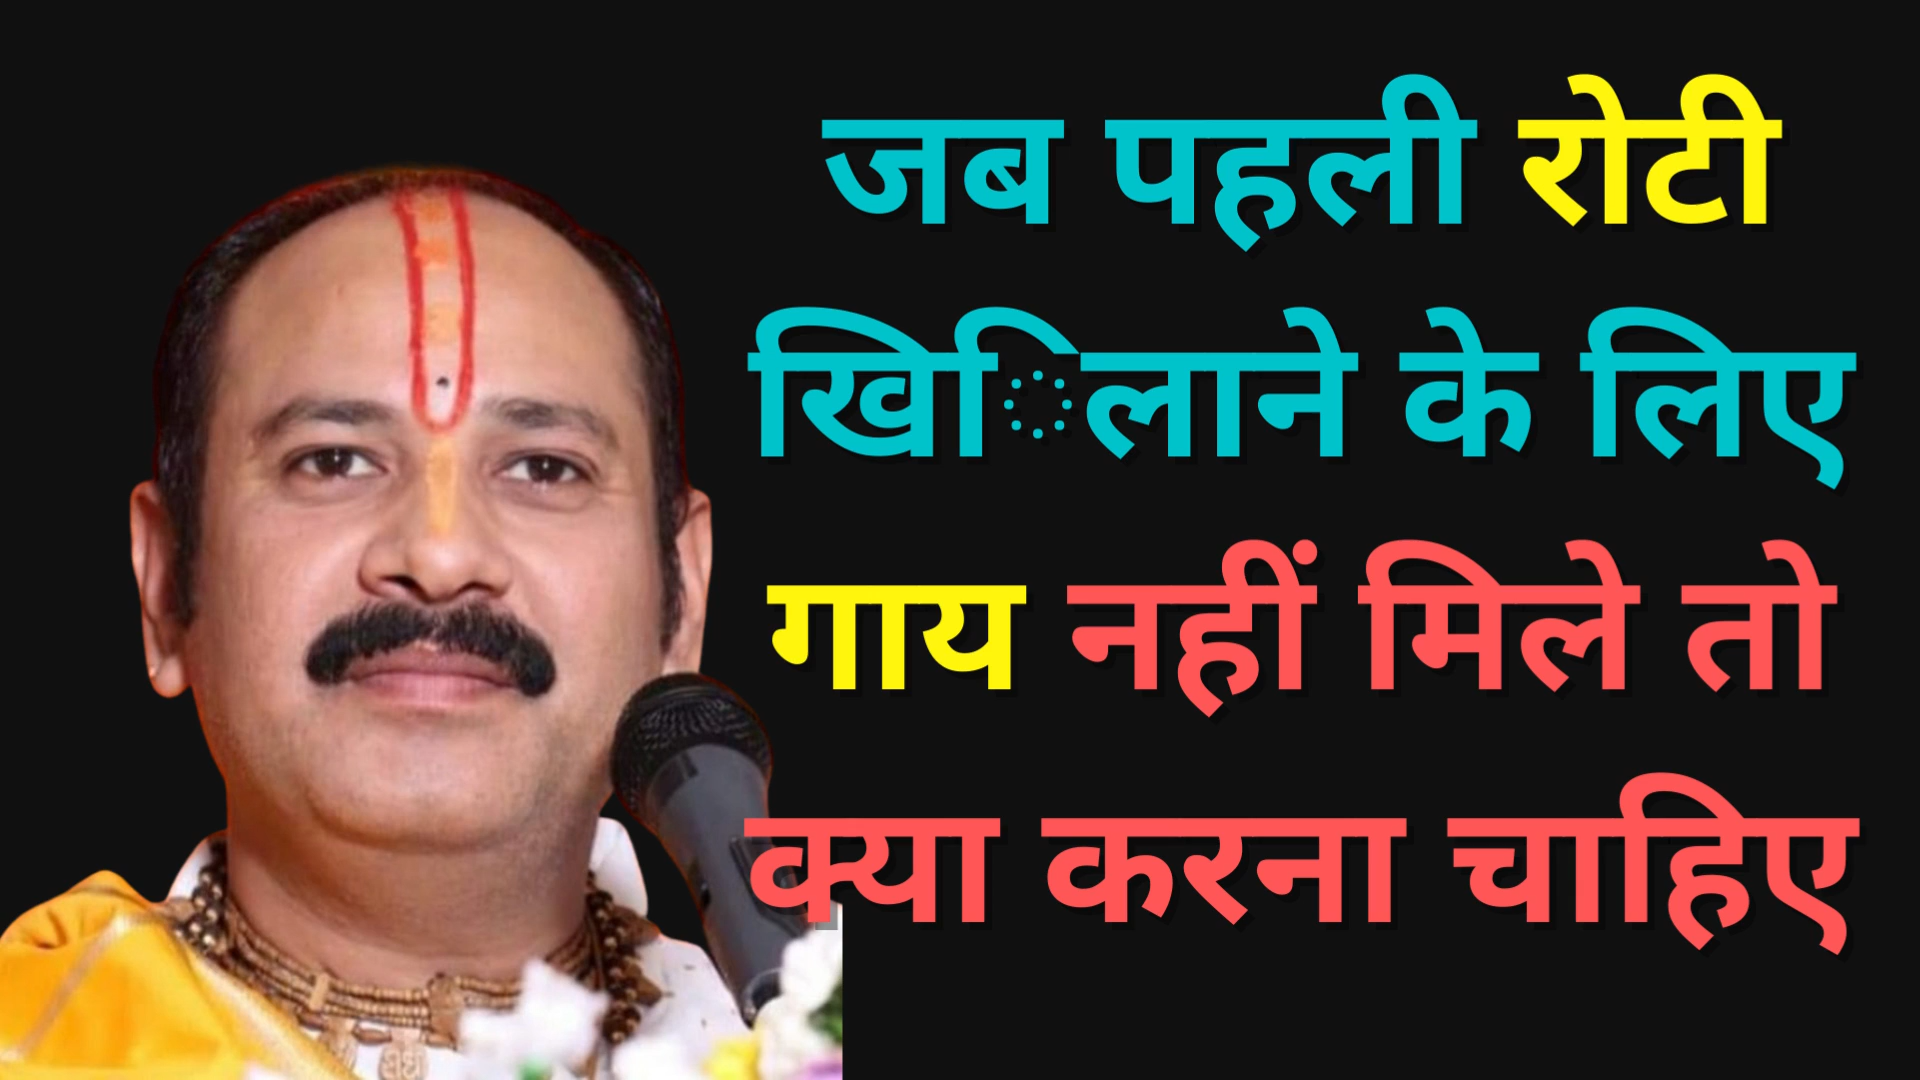 जब पहली रोटी
खििलाने के लिए
गाय नहीं मिले तो
क्या करना चाहिए